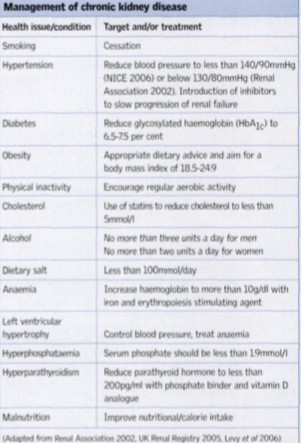 Management of chronic kidney disease
Health issue/condition Target and/or treatment
Smoking Cessation
Hypertension Reduce blood pressure to less than 140/90mmHg
(NICE 2006) or below 130/80mmHg (Renal
Association 2002). Introduction of inhibitors
to slow progression of renal failure
Diabetes Reduce glycosylated haemoglobin (HbA1c) to
6.5-7.5 per cent
Obesity Appropriate dietary advice and aim for a
body mass index of 18.5-24.9
Physical inactivity Encourage regular aerobic activity
Cholesterol Use of statins to reduce cholesterol to less than
5mmol/l
Alcohol No more than three units a day for men
No more than two units a day for women
Dietary salt Less than 100mmol/day
Anaemia Increase haemoglobin to more than 10g/dl with
iron and erythropoiesis stimulating agent
Left ventricular
hypertrophy Control blood pressure, treat anaemia
Hyperphosphataemia Serum phosphate should be less than 1.9mmol/l
Hyperparathyroidism Reduce parathyroid hormone to less than
200pg/ml with phosphate binder and vitamin D
analogue
Malnutrition Improve nutritional/calorie intake
(Adapted from Renal Association 2002, UK Renal Registry 2005, Levy et al 2006)